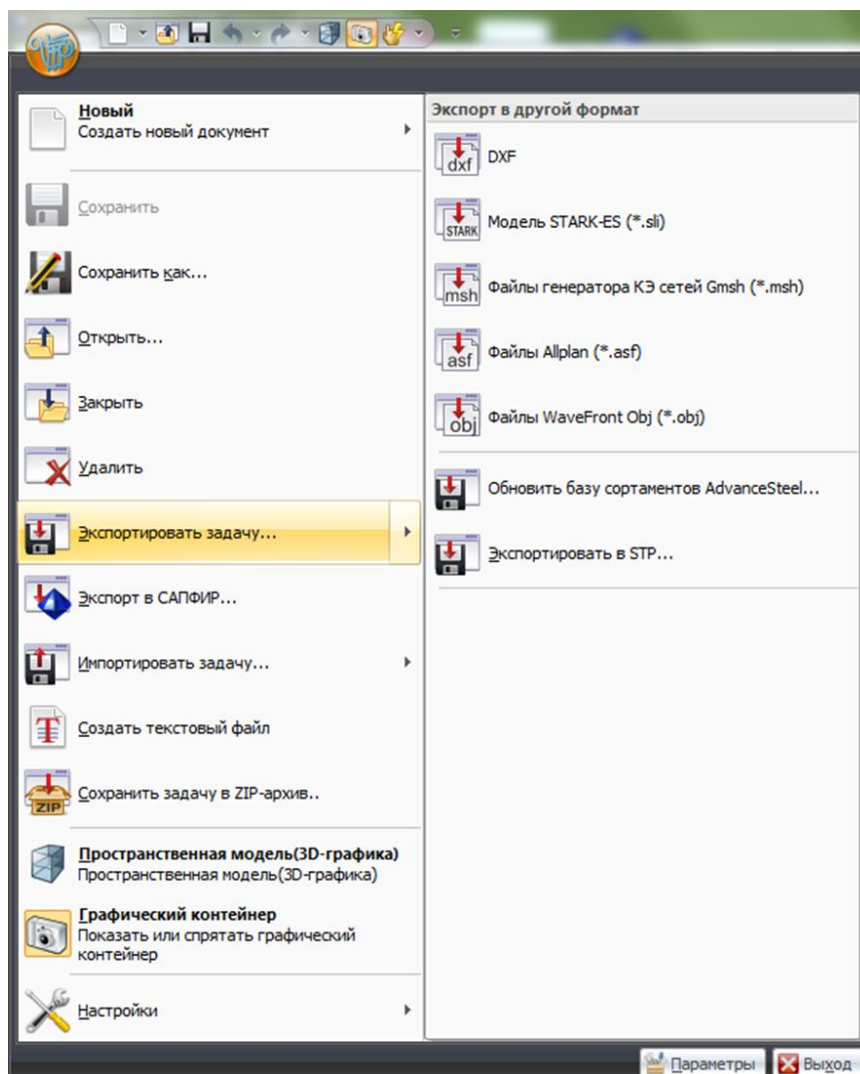 Новый
Создать новый документ
Сохранить
Сохранить как...
Открыть...
Закрыть
Удалить
Экспортировать задачу...
Экспорт в САПФИР...
Импортировать задачу...
Создать текстовый файл
ZIP
Сохранить задачу в ZIP-архив..
Пространственная модель(3D-графика)
Пространственная модель(3D-графика)
Графический контейнер
Показать или спрятать графический
контейнер
Настройки
Экспорт в другой формат
dxf DXF
STARK Модель STARK-ES (*.sli)
msh Файлы генератора КЭ сетей Gmsh (*.msh)
asf Файлы Allplan (*.asf)
obj Файлы WaveFront Obj (*.obj)
Обновить базу сортаментов AdvanceSteel...
Экспортировать в STP...
Параметры
Выход